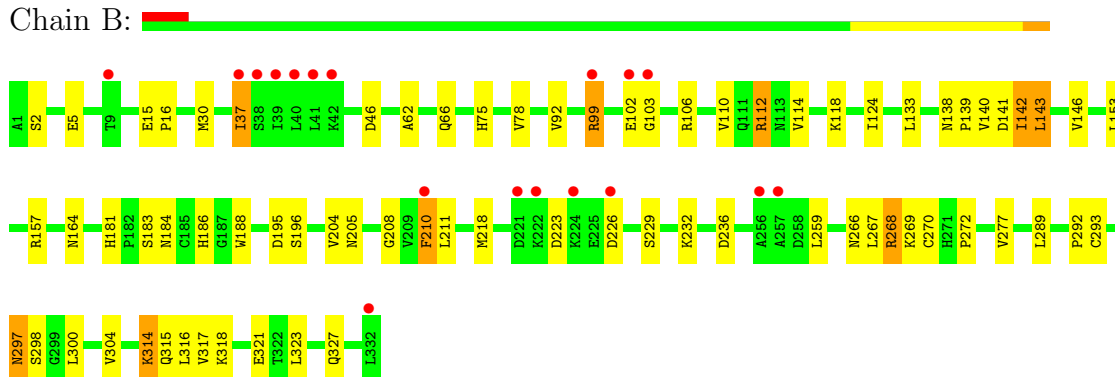 Chain B:
A1 S2 E5 T9 E15 P16 M30 I37 S38 I39 L40 L41 K42 D46 A62 Q66 H75 V78 V92 R99 E102 G103 R106 V110 Q111 R112 N113 V114 K118 I124 L133 N138 P139 V140 D141 I142 L143 V146 L153
R157 N164 H181 P182 S183 N184 C185 H186 G187 W188 D195 S196 V204 N205 G208 V209 F210 L211 M218 D221 K222 D223 K224 E225 D226 S229 K232 D236 A256 A257 D258 L259 N266 L267 R268 K269 C270 H271 P272 V277 L289 P292 C293
N297 S298 G299 L300 V304 K314 Q315 L316 V317 K318 E321 T322 L323 Q327 L332